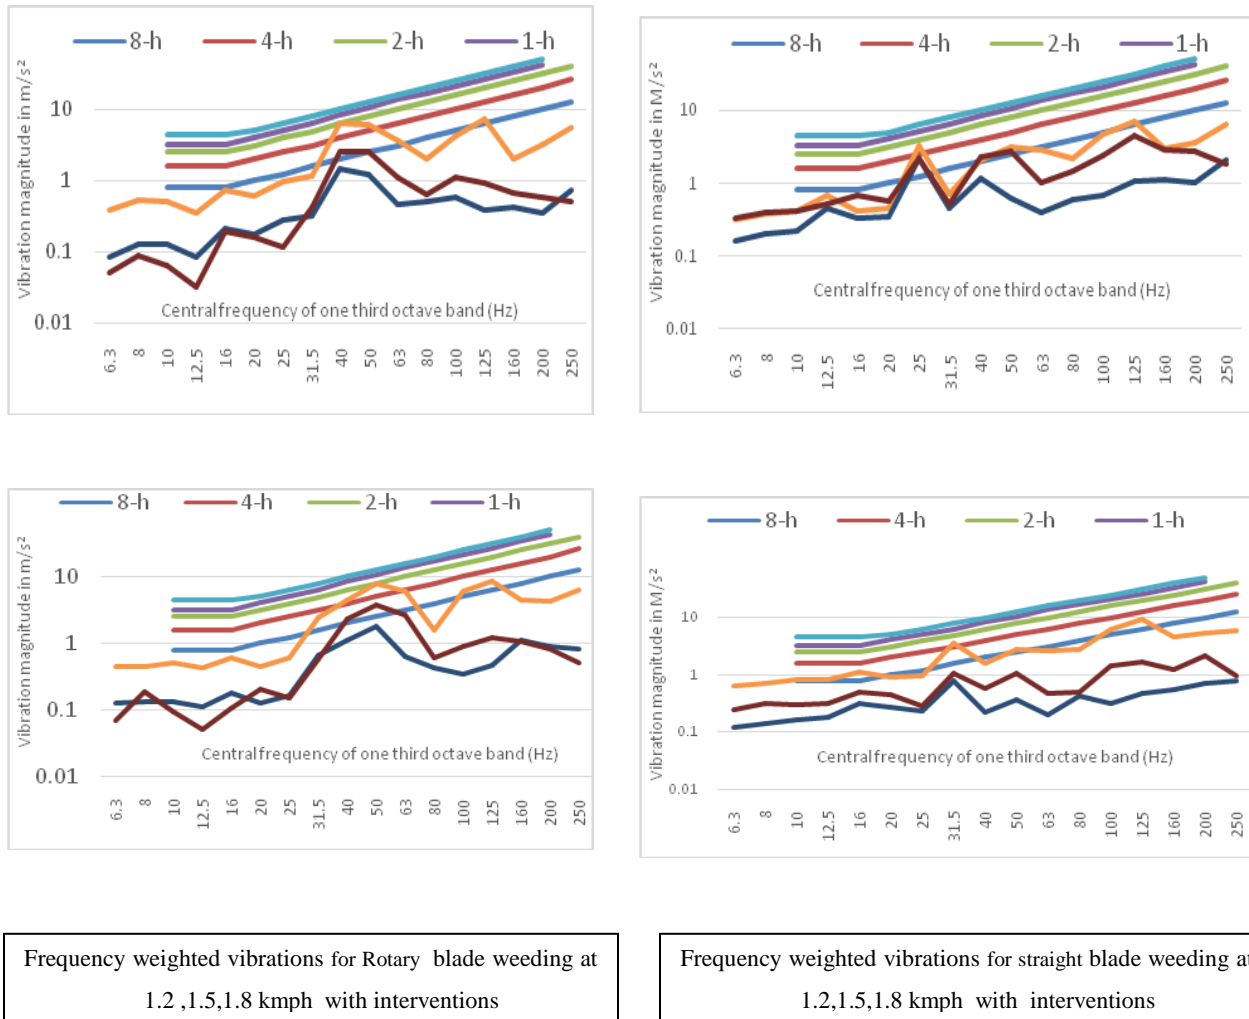 8-h 4-h 2-h 1-h
Vibration magnitude in m/s²
10
1
0.1
0.01
Central frequency of one third octave band (Hz)
6.3 8 10 12.5 16 20 25 31.5 40 50 63 80 100 125 160 200 250
8-h 4-h 2-h 1-h
Vibration magnitude in M/s²
10
1
0.1
0.01
Central frequency of one third octave band (Hz)
6.3 8 10 12.5 16 20 25 31.5 40 50 63 80 100 125 160 200 250
8-h 4-h 2-h 1-h
Vibration magnitude in m/s²
10
1
0.1
0.01
Central frequency of one third octave band (Hz)
6.3 8 10 12.5 16 20 25 31.5 40 50 63 80 100 125 160 200 250
8-h 4-h 2-h 1-h
Vibration magnitude in M/s²
10
1
0.1
0.01
Central frequency of one third octave band (Hz)
6.3 8 10 12.5 16 20 25 31.5 40 50 63 80 100 125 160 200 250
Frequency weighted vibrations for Rotary blade weeding at
1.2 ,1.5,1.8 kmph with interventions
Frequency weighted vibrations for straight blade weeding at
1.2,1.5,1.8 kmph with interventions